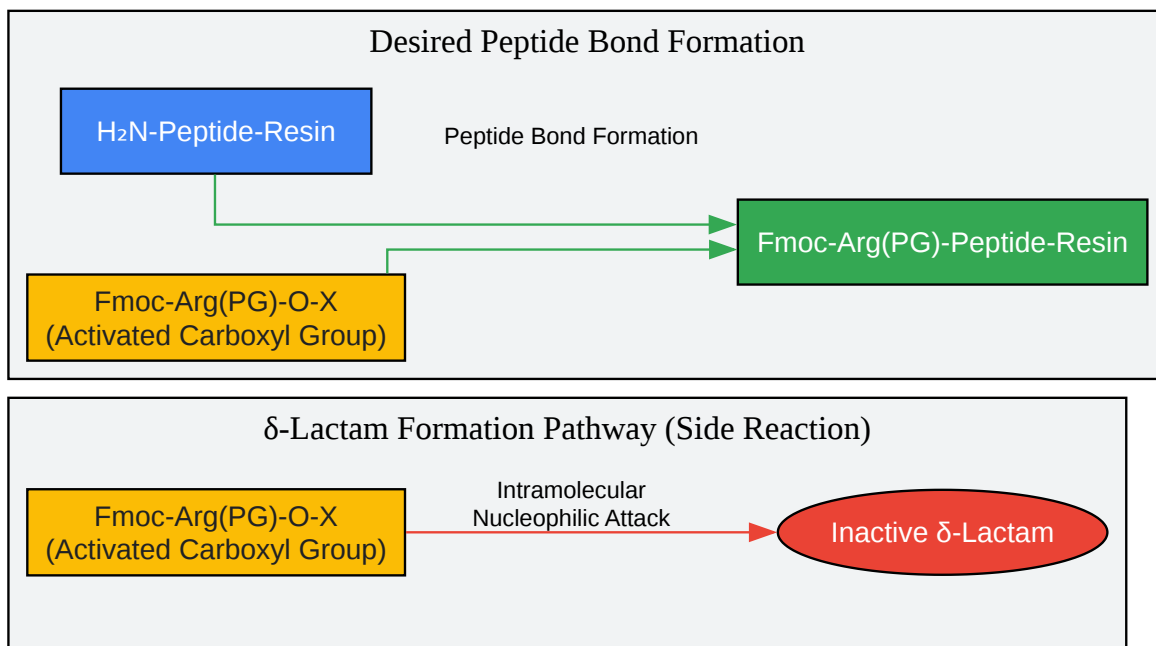 Desired Peptide Bond Formation
H₂N-Peptide-Resin
Peptide Bond Formation
Fmoc-Arg(PG)-Peptide-Resin
Fmoc-Arg(PG)-O-X
(Activated Carboxyl Group)
δ-Lactam Formation Pathway (Side Reaction)
Fmoc-Arg(PG)-O-X
(Activated Carboxyl Group)
Intramolecular
Nucleophilic Attack
Inactive δ-Lactam